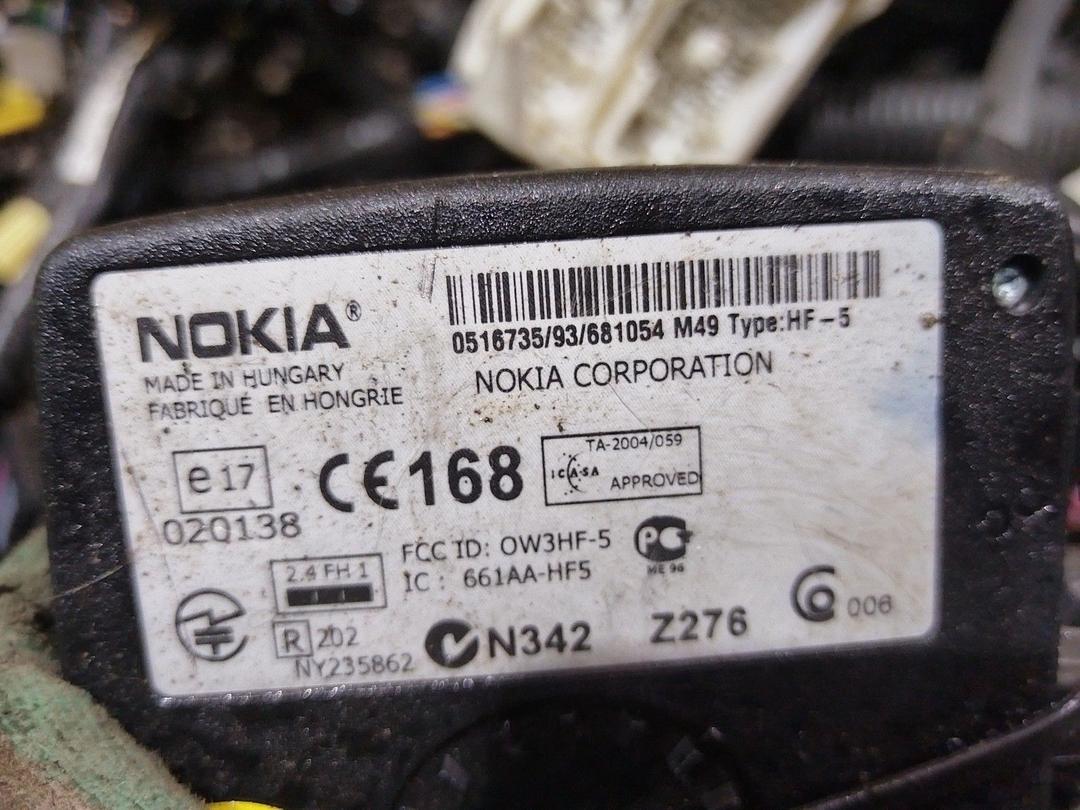 NOKIA®
0516735/93/681054 M49 Type:HF-5
MADE IN HUNGARY
FABRIQUÉ EN HONGRIE
NOKIA CORPORATION
e17
020138
CE168
TA-2004/059
ICASA
APPROVED
FCC ID: OW3HF-5
IC : 661AA-HF5
PC
ME 96
2.4 FH 1
R 202
NY235862
N342
Z276
006